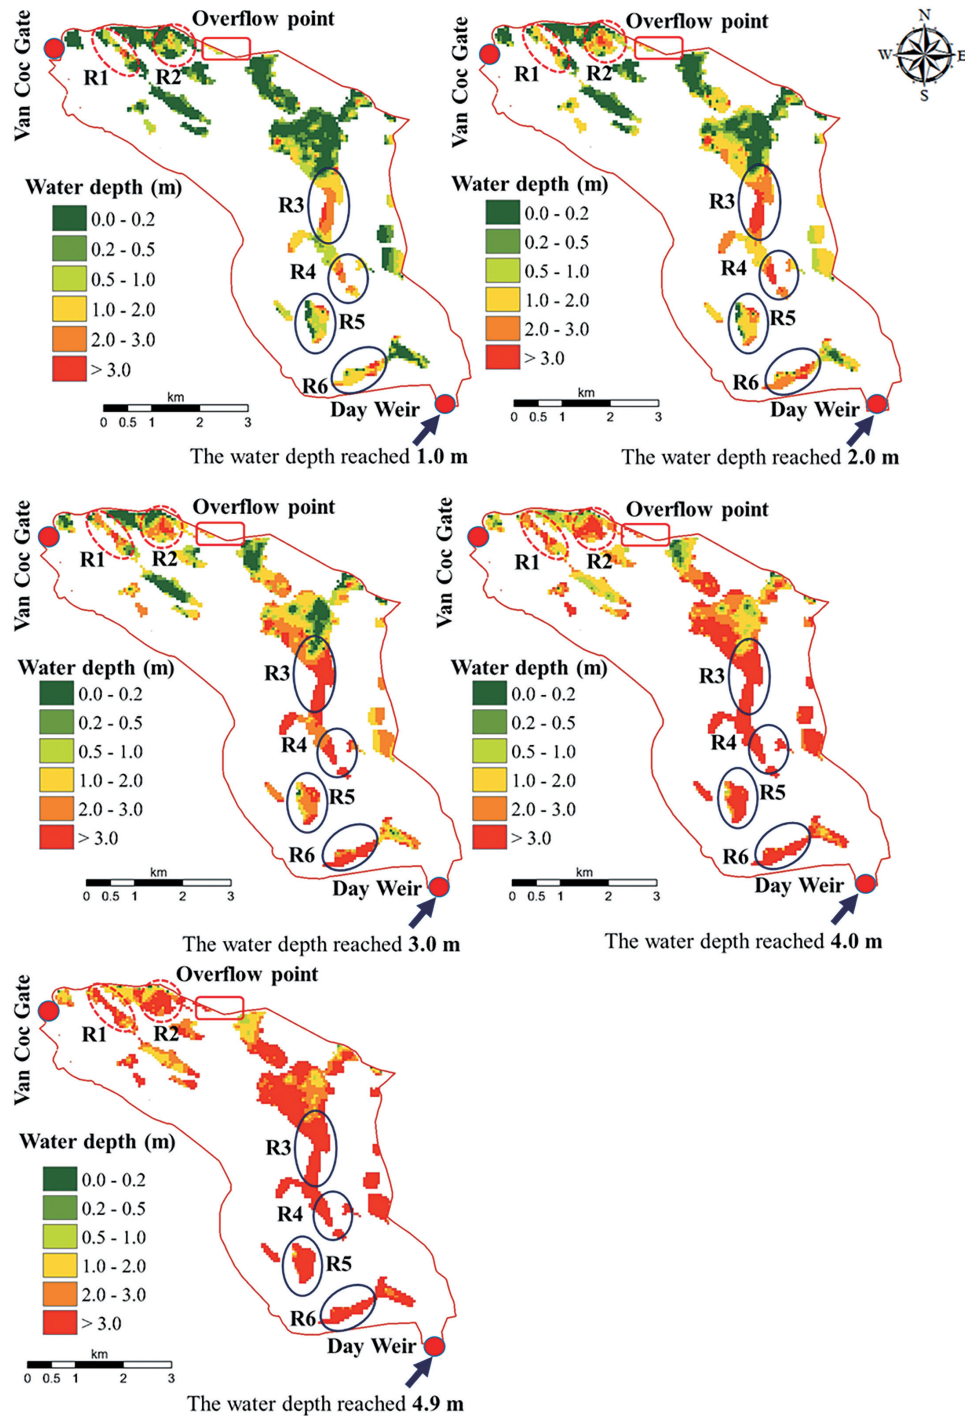 Overflow point
Van Coc Gate
R1
R2
R3
R4
R5
R6
Water depth (m)
0.0 - 0.2
0.2 - 0.5
0.5 - 1.0
1.0 - 2.0
2.0 - 3.0
> 3.0
km
0 0.5 1 2 3
Day Weir
The water depth reached 1.0 m
Overflow point
Van Coc Gate
R1
R2
R3
R4
R5
R6
Water depth (m)
0.0 - 0.2
0.2 - 0.5
0.5 - 1.0
1.0 - 2.0
2.0 - 3.0
> 3.0
km
0 0.5 1 2 3
Day Weir
The water depth reached 2.0 m
N
W
E
S
Overflow point
Van Coc Gate
R1
R2
R3
R4
R5
R6
Water depth (m)
0.0 - 0.2
0.2 - 0.5
0.5 - 1.0
1.0 - 2.0
2.0 - 3.0
> 3.0
km
0 0.5 1 2 3
Day Weir
The water depth reached 3.0 m
Overflow point
Van Coc Gate
R1
R2
R3
R4
R5
R6
Water depth (m)
0.0 - 0.2
0.2 - 0.5
0.5 - 1.0
1.0 - 2.0
2.0 - 3.0
> 3.0
km
0 0.5 1 2 3
Day Weir
The water depth reached 4.0 m
Overflow point
Van Coc Gate
R1
R2
R3
R4
R5
R6
Water depth (m)
0.0 - 0.2
0.2 - 0.5
0.5 - 1.0
1.0 - 2.0
2.0 - 3.0
> 3.0
km
0 0.5 1 2 3
Day Weir
The water depth reached 4.9 m